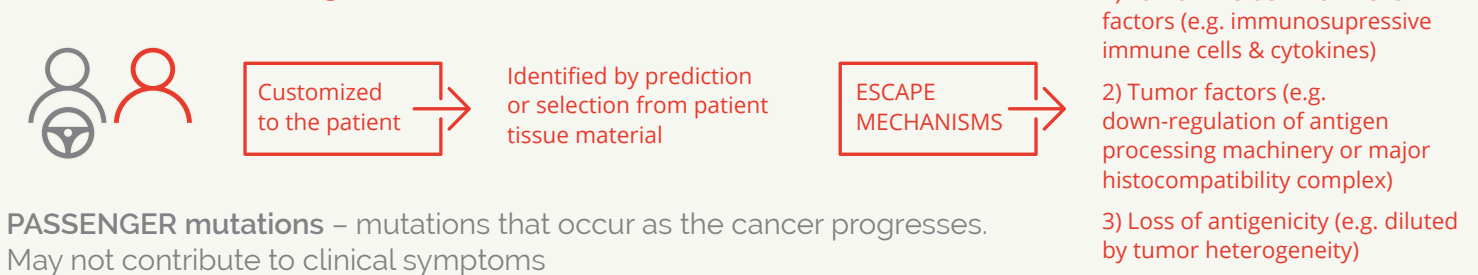 Customized
to the patient
Identified by prediction
or selection from patient
tissue material
ESCAPE
MECHANISMS
factors (e.g. immunosupressive
immune cells & cytokines)
2) Tumor factors (e.g.
down-regulation of antigen
processing machinery or major
histocompatibility complex)
3) Loss of antigenicity (e.g. diluted
by tumor heterogeneity)
PASSENGER mutations – mutations that occur as the cancer progresses.
May not contribute to clinical symptoms